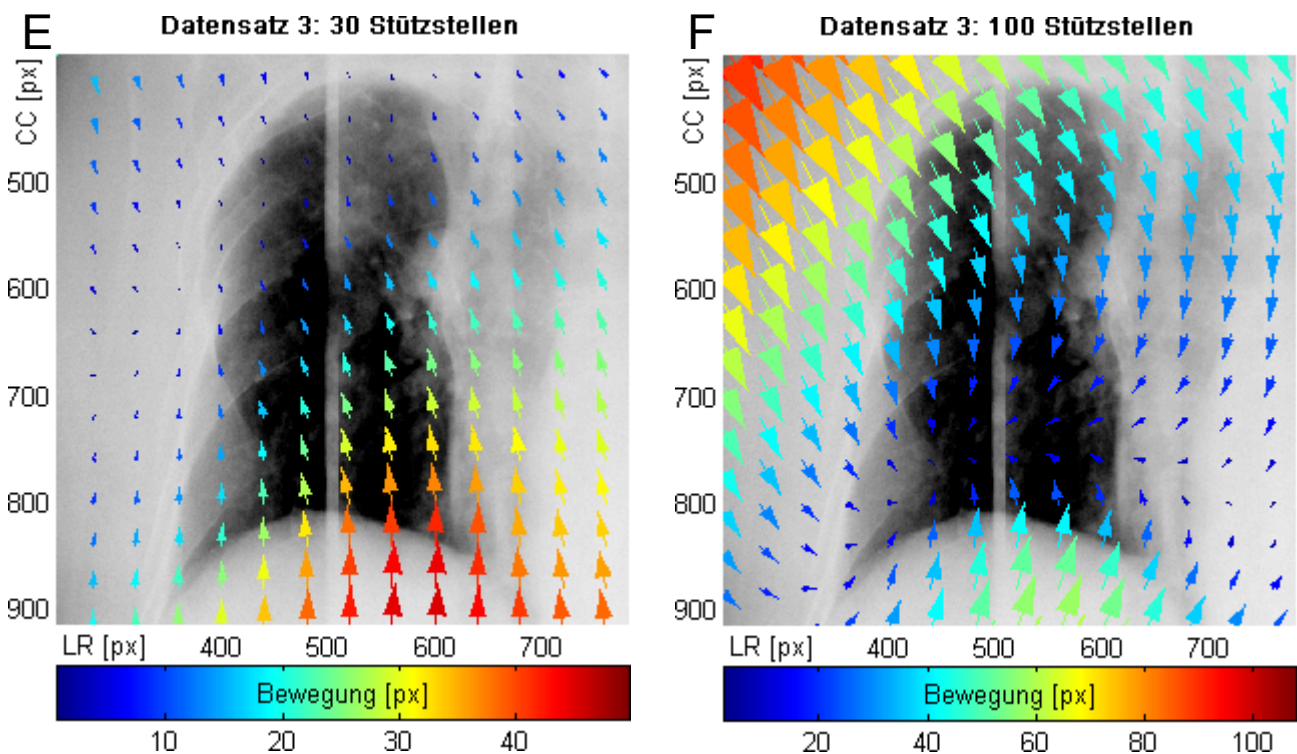 E
Datensatz 3: 30 Stützstellen
CC [px]
500
600
700
800
900
LR [px] 400 500 600 700
Bewegung [px]
10 20 30 40
F
Datensatz 3: 100 Stützstellen
CC [px]
500
600
700
800
900
LR [px] 400 500 600 700
Bewegung [px]
20 40 60 80 100